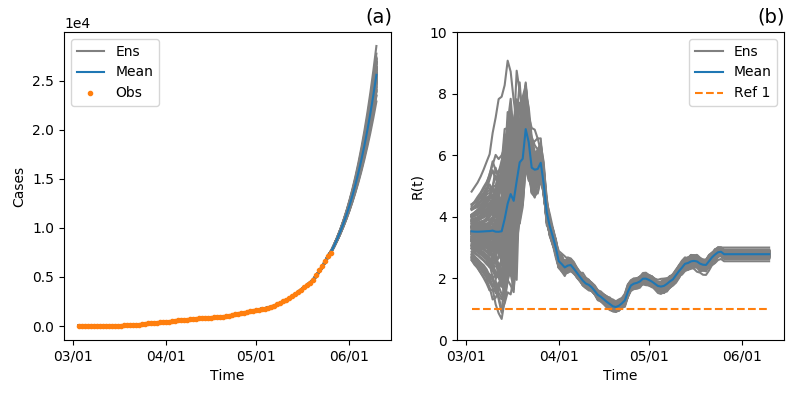 (a)
1e4
Ens
Mean
Obs
2.5
2.0
1.5
1.0
0.5
0.0
Cases
03/01 04/01 05/01 06/01
Time
(b)
Ens
Mean
Ref 1
10
8
6
4
2
0
R(t)
03/01 04/01 05/01 06/01
Time